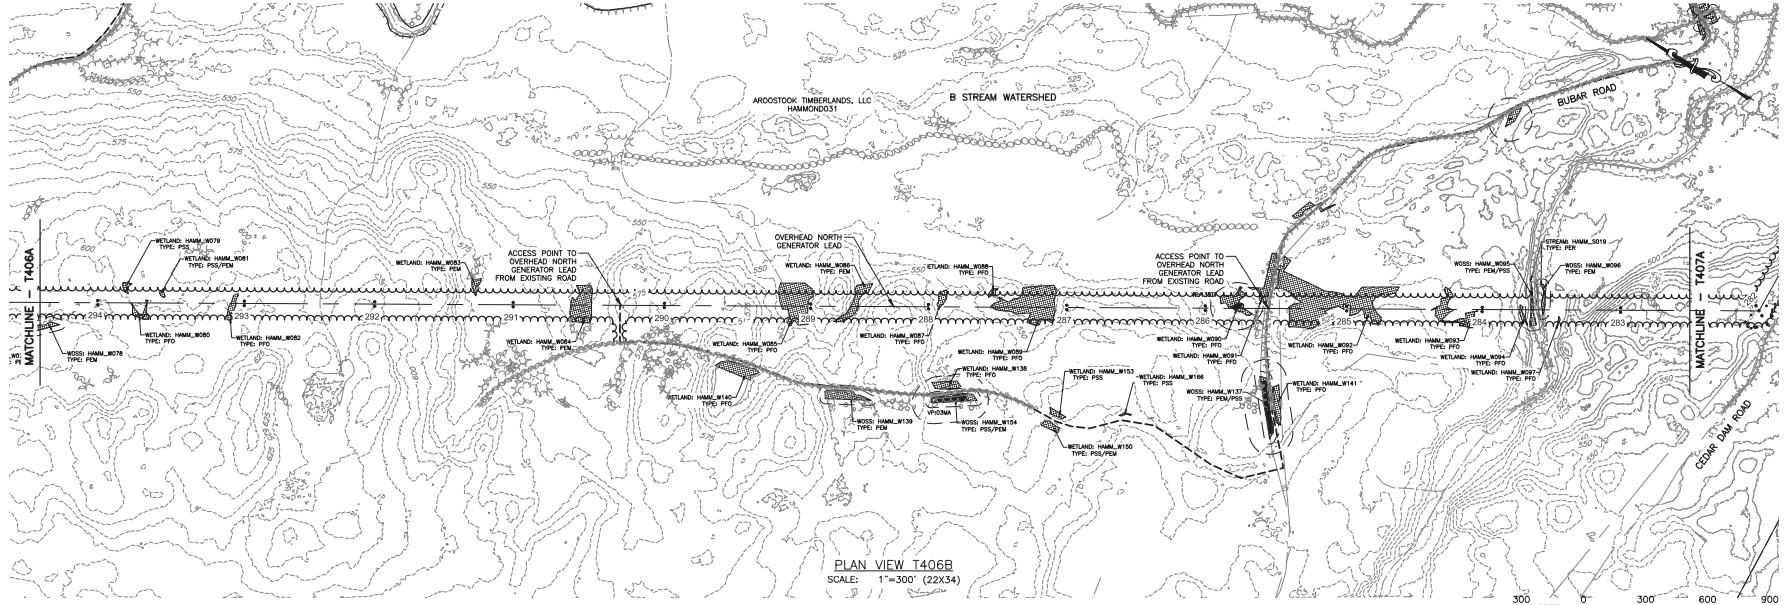 AROOSTOOK TIMBERLANDS, LLC
HAMMOND031
B STREAM WATERSHED
BUBAR ROAD
MATCHLINE - T406A
MATCHLINE - T407A
CEDAR DAM ROAD
WETLAND: HAMM_W079
TYPE: PSS
WETLAND: HAMM_W081
TYPE: PSS/PEM
WETLAND: HAMM_W083
TYPE: PEM
ACCESS POINT TO
OVERHEAD NORTH
GENERATOR LEAD
FROM EXISTING ROAD
OVERHEAD NORTH
GENERATOR LEAD
WETLAND: HAMM_W086
TYPE: PEM
ETLAND: HAMM_W088
TYPE: PFO
ACCESS POINT TO
OVERHEAD NORTH
GENERATOR LEAD
FROM EXISTING ROAD
STREAM: HAMM_S019
TYPE: PER
WOSS: HAMM_W095
TYPE: PEM/PSS
WOSS: HAMM_W096
TYPE: PEM
294
293
292
291
290
289
288
287
286
285
284
283
WOSS: HAMM_W078
TYPE: PEM
WETLAND: HAMM_W080
TYPE: PFO
WETLAND: HAMM_W082
TYPE: PFO
WETLAND: HAMM_W084
TYPE: PEM
WETLAND: HAMM_W085
TYPE: PFO
WETLAND: HAMM_W087
TYPE: PFO
WETLAND: HAMM_W089
TYPE: PFO
WETLAND: HAMM_W090
TYPE: PFO
WETLAND: HAMM_W091
TYPE: PFO
WETLAND: HAMM_W092
TYPE: PFO
WETLAND: HAMM_W093
TYPE: PFO
WETLAND: HAMM_W094
TYPE: PFO
WETLAND: HAMM_W097
TYPE: PFO
WETLAND: HAMM_W140
TYPE: PFO
WETLAND: HAMM_W138
TYPE: PFO
VP:03MA
WOSS: HAMM_W139
TYPE: PEM
WOSS: HAMM_W154
TYPE: PSS/PEM
WETLAND: HAMM_W153
TYPE: PSS
WETLAND: HAMM_W166
TYPE: PSS
WOSS: HAMM_W137
TYPE: PEM/PSS
WETLAND: HAMM_W141
TYPE: PFO
WETLAND: HAMM_W150
TYPE: PSS/PEM
550
575
600
625
525
500
PLAN VIEW T406B
SCALE: 1"=300' (22X34)
300 0 300 600 900